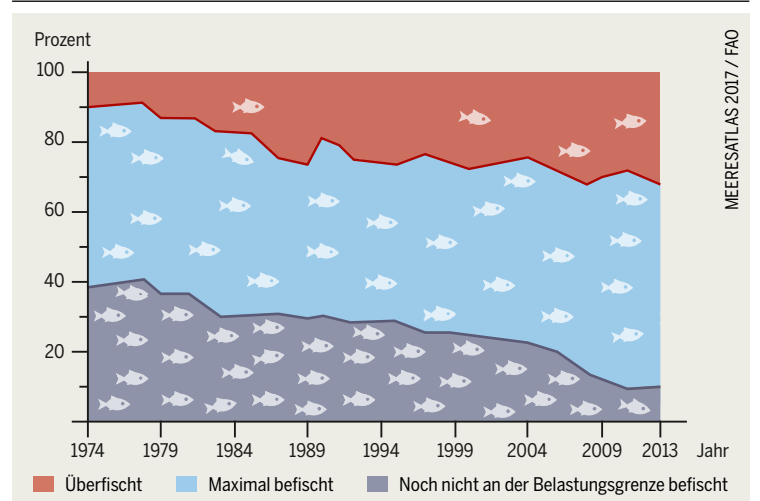 Prozent
100
80
60
40
20
1974 1979 1984 1989 1994 1999 2004 2009 2013 Jahr
Überfischt Maximal befischt Noch nicht an der Belastungsgrenze befischt
MEERESATLAS 2017 / FAO